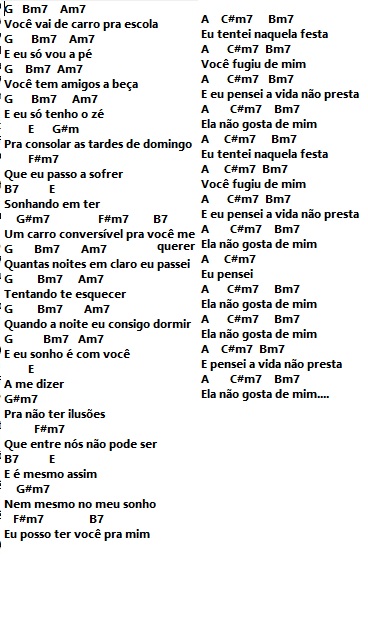 G   Bm7    Am7
Você vai de carro pra escola
G      Bm7    Am7
E eu só vou a pé
G    Bm7  Am7
Você tem amigos a beça
G      Bm7     Am7
E eu só tenho o zé
E      G#m
Pra consolar as tardes de domingo
F#m7
Que eu passo a sofrer
B7          E
Sonhando em ter
G#m7                F#m7        B7
Um carro conversível pra você me
querer
G       Bm7       Am7
Quantas noites em claro eu passei
G        Bm7     Am7
Tentando te esquecer
G        Bm7       Am7
Quando a noite eu consigo dormir
G          Bm7   Am7
E eu sonho é com você
E
A me dizer
G#m7
Pra não ter ilusões
F#m7
Que entre nós não pode ser
B7          E
E é mesmo assim
G#m7
Nem mesmo no meu sonho
F#m7               B7
Eu posso ter você pra mim
A    C#m7     Bm7
Eu tentei naquela festa
A      C#m7  Bm7
Você fugiu de mim
A      C#m7   Bm7
E eu pensei a vida não presta
A       C#m7    Bm7
Ela não gosta de mim
A    C#m7     Bm7
Eu tentei naquela festa
A      C#m7  Bm7
Você fugiu de mim
A      C#m7  Bm7
E eu pensei a vida não presta
A       C#m7    Bm7
Ela não gosta de mim
A     C#m7
Eu pensei
A      C#m7    Bm7
Ela não gosta de mim
A      C#m7    Bm7
Ela não gosta de mim
A    C#m7  Bm7
E pensei a vida não presta
A       C#m7    Bm7
Ela não gosta de mim....